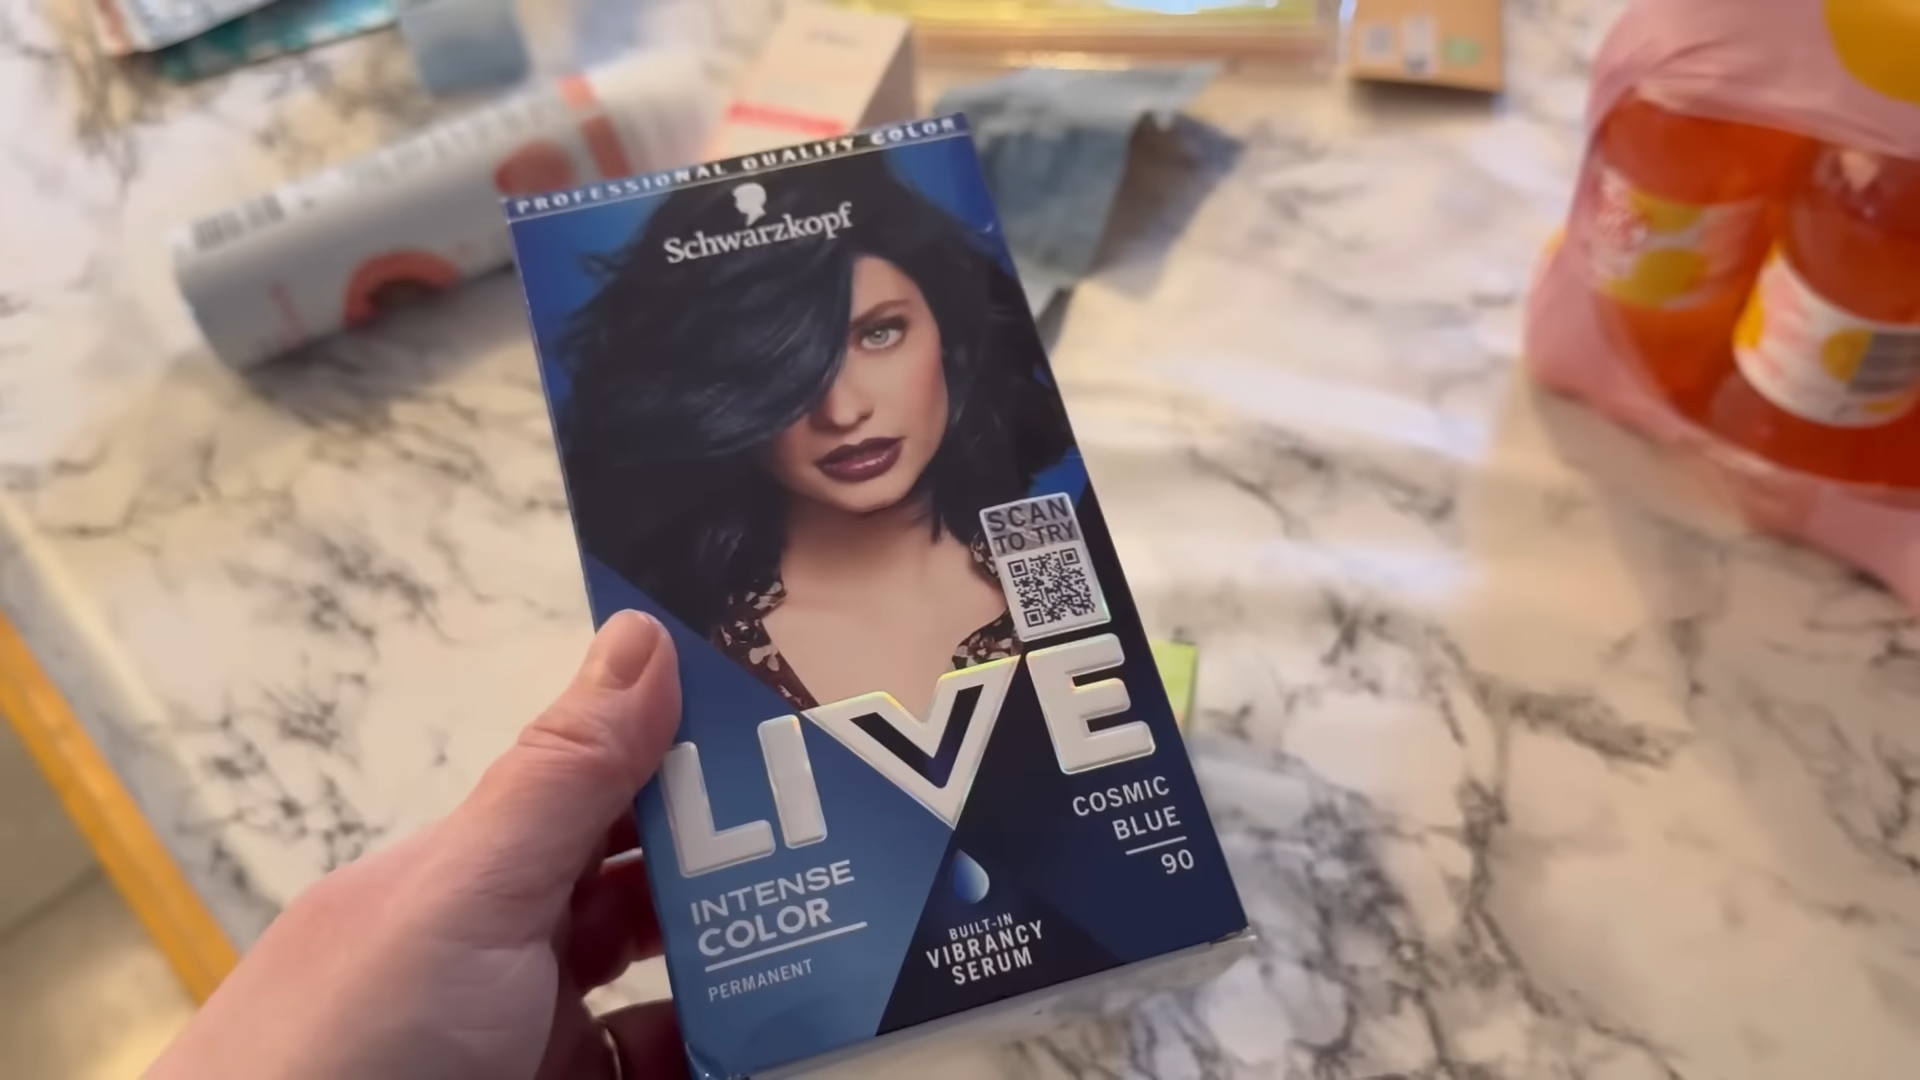 PROFESSIONAL QUALITY COLOR
Schwarzkopf
SCAN
TO TRY
LIVE
INTENSE
COLOR
PERMANENT
COSMIC
BLUE
90
BUILT-IN
VIBRANCY
SERUM